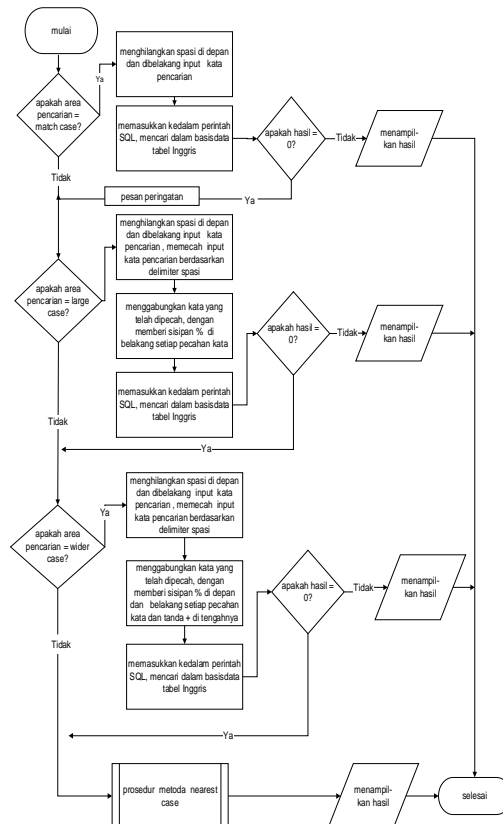 mulai
Ya
menghilangkan spasi di depan
dan dibelakang input kata
pencarian
apakah area
pencarian =
match case?
memasukkan kedalam perintah
SQL, mencari dalam basisdata
tabel Inggris
apakah hasil =
0?
Tidak
menampil-
kan hasil
Tidak
pesan peringatan
Ya
menghilangkan spasi di depan
dan dibelakang input kata
pencarian , memecah input
kata pencarian berdasarkan
delimiter spasi
apakah area
pencarian = large
case?
menggabungkan kata yang
telah dipecah, dengan
memberi sisipan % di
belakang setiap pecahan kata
apakah hasil =
0?
Tidak
menampil-
kan hasil
memasukkan kedalam perintah
SQL, mencari dalam basisdata
tabel Inggris
Tidak
Ya
menghilangkan spasi di depan
dan dibelakang input kata
pencarian , memecah input
kata pencarian berdasarkan
delimiter spasi
Ya
apakah area
pencarian = wider
case?
menggabungkan kata yang
telah dipecah, dengan
memberi sisipan % di depan
dan belakang setiap pecahan
kata dan tanda + di tengahnya
apakah hasil =
0?
Tidak
menampil-
kan hasil
Tidak
memasukkan kedalam perintah
SQL, mencari dalam basisdata
tabel Inggris
Ya
prosedur metoda nearest
case
menampil-
kan hasil
selesai